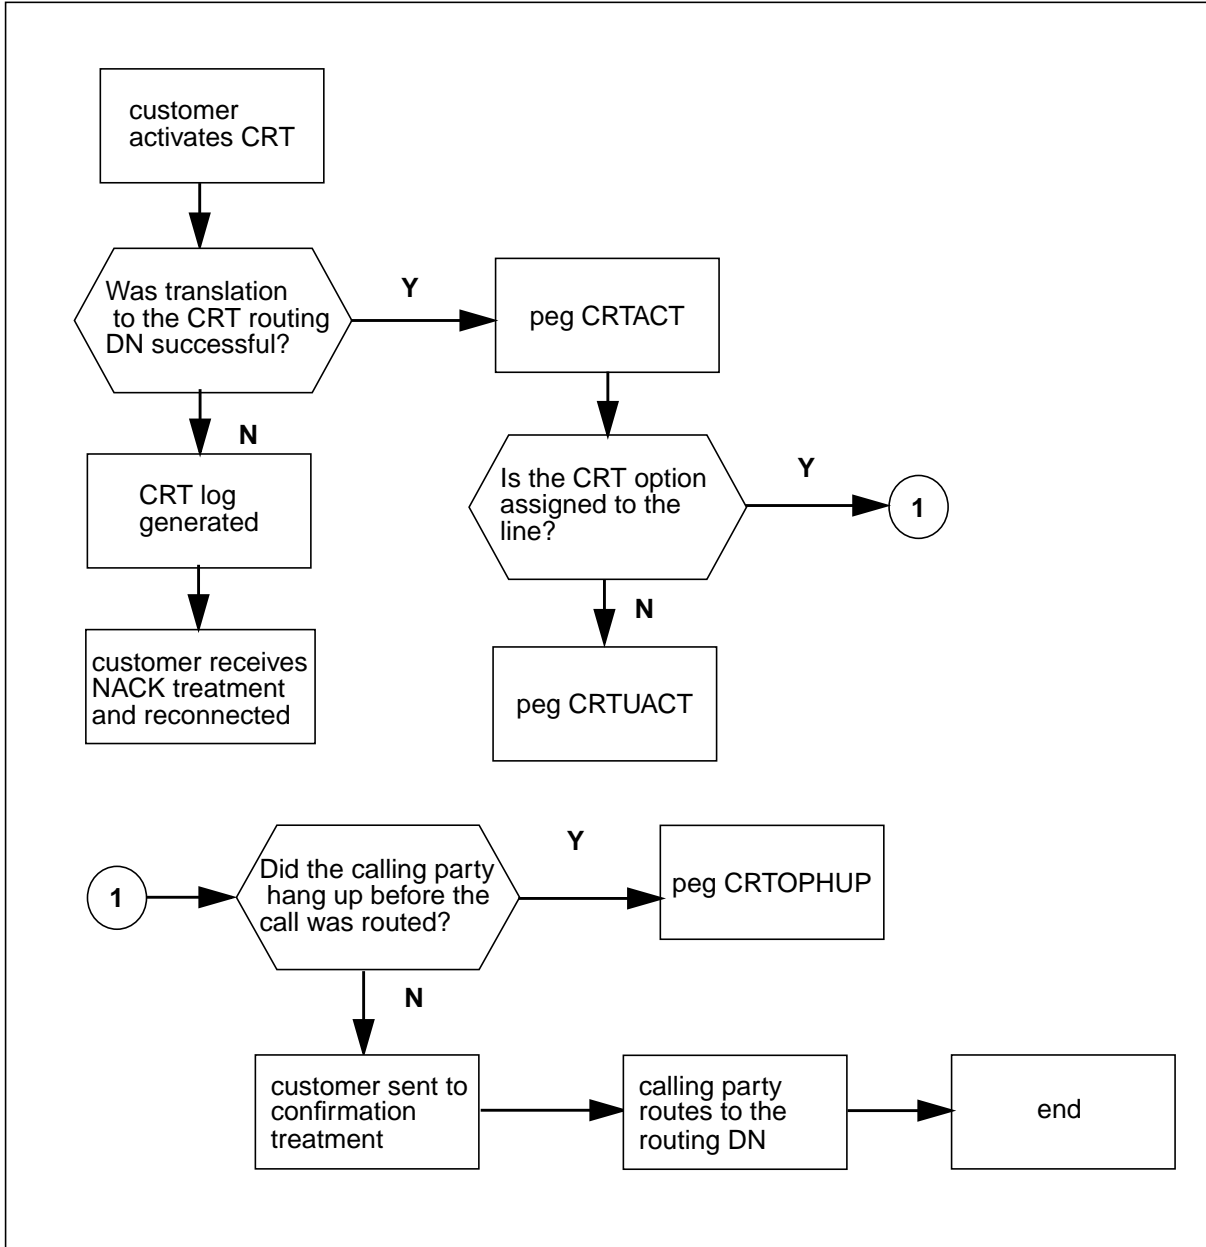 customer
activates CRT
Was translation
to the CRT routing
DN successful?
Y
peg CRTACT
N
CRT log
generated
Is the CRT option
assigned to the
line?
Y
1
N
customer receives
NACK treatment
and reconnected
peg CRTUACT
1
Did the calling party
hang up before the
call was routed?
Y
peg CRTOPHUP
N
customer sent to
confirmation
treatment
calling party
routes to the
routing DN
end